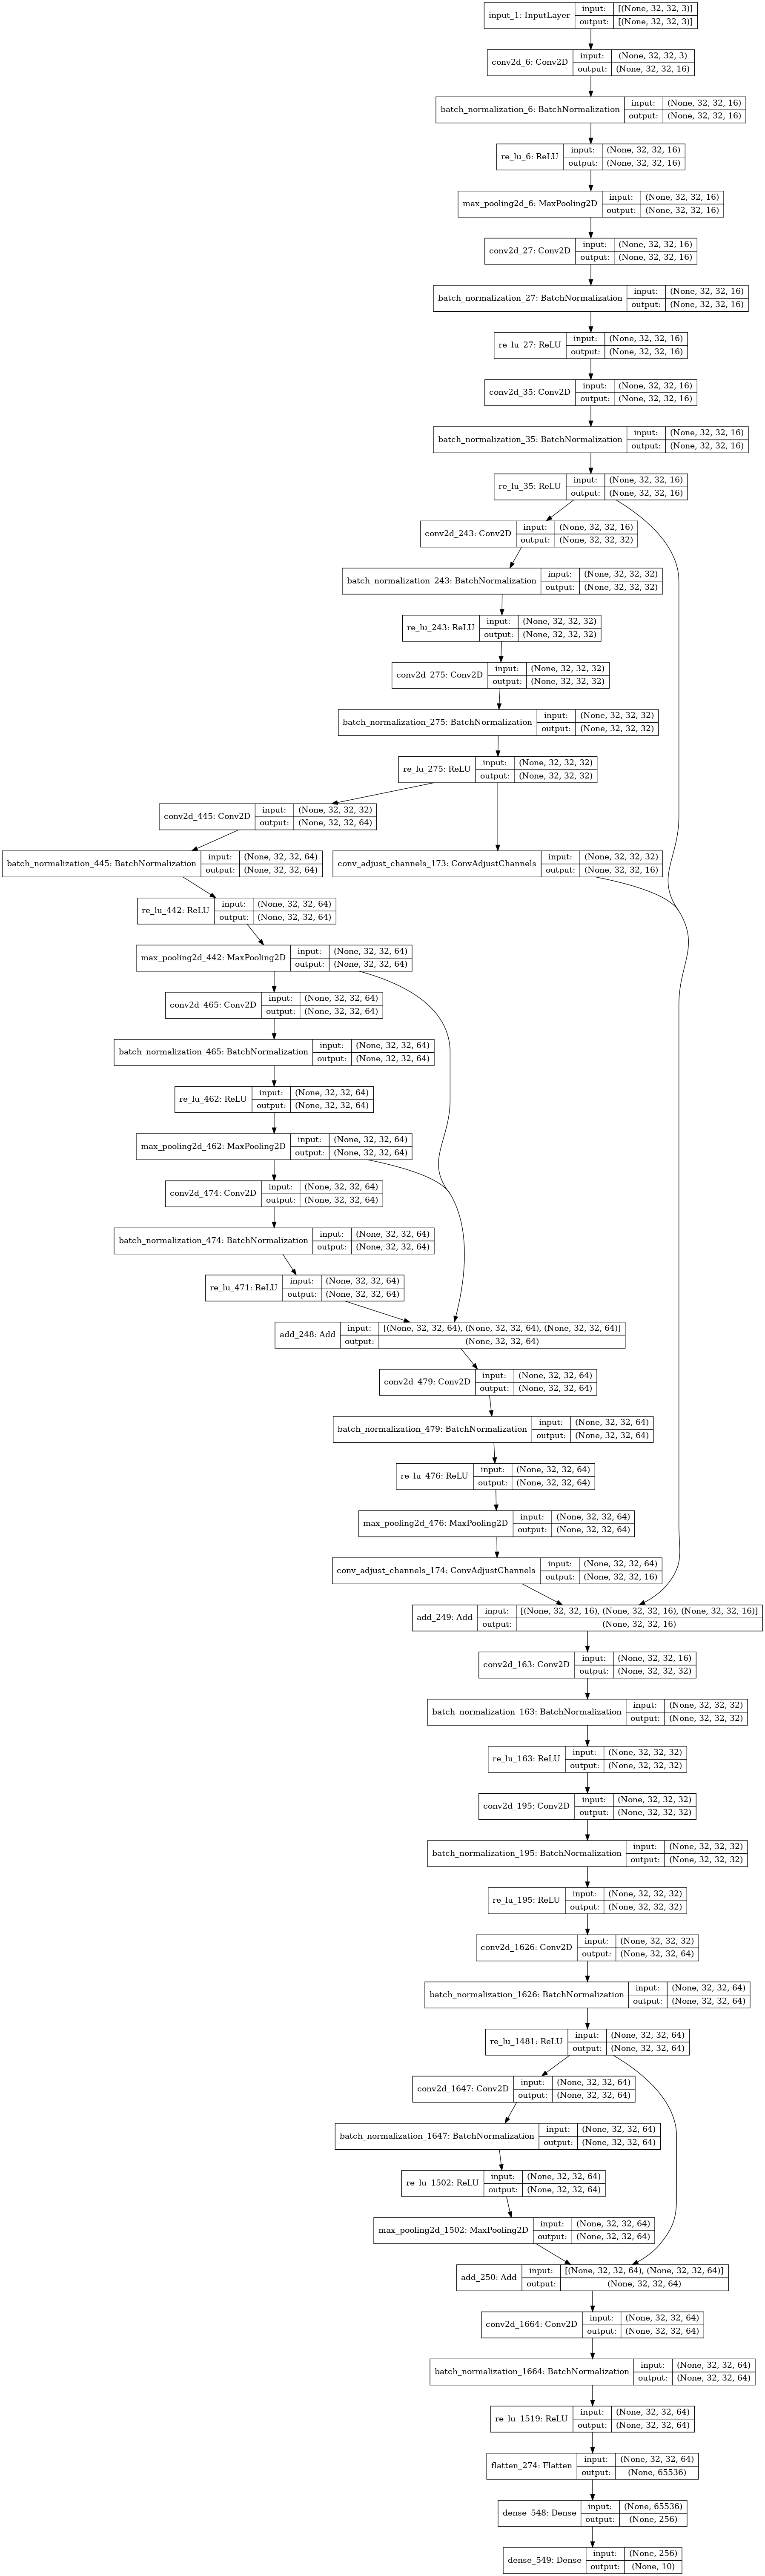 input_1: InputLayer
input: [(None, 32, 32, 3)]
output: [(None, 32, 32, 3)]
conv2d_6: Conv2D
input: (None, 32, 32, 3)
output: (None, 32, 32, 16)
batch_normalization_6: BatchNormalization
input: (None, 32, 32, 16)
output: (None, 32, 32, 16)
re_lu_6: ReLU
input: (None, 32, 32, 16)
output: (None, 32, 32, 16)
max_pooling2d_6: MaxPooling2D
input: (None, 32, 32, 16)
output: (None, 32, 32, 16)
conv2d_27: Conv2D
input: (None, 32, 32, 16)
output: (None, 32, 32, 16)
batch_normalization_27: BatchNormalization
input: (None, 32, 32, 16)
output: (None, 32, 32, 16)
re_lu_27: ReLU
input: (None, 32, 32, 16)
output: (None, 32, 32, 16)
conv2d_35: Conv2D
input: (None, 32, 32, 16)
output: (None, 32, 32, 16)
batch_normalization_35: BatchNormalization
input: (None, 32, 32, 16)
output: (None, 32, 32, 16)
re_lu_35: ReLU
input: (None, 32, 32, 16)
output: (None, 32, 32, 16)
conv2d_243: Conv2D
input: (None, 32, 32, 16)
output: (None, 32, 32, 32)
batch_normalization_243: BatchNormalization
input: (None, 32, 32, 32)
output: (None, 32, 32, 32)
re_lu_243: ReLU
input: (None, 32, 32, 32)
output: (None, 32, 32, 32)
conv2d_275: Conv2D
input: (None, 32, 32, 32)
output: (None, 32, 32, 32)
batch_normalization_275: BatchNormalization
input: (None, 32, 32, 32)
output: (None, 32, 32, 32)
re_lu_275: ReLU
input: (None, 32, 32, 32)
output: (None, 32, 32, 32)
conv2d_445: Conv2D
input: (None, 32, 32, 32)
output: (None, 32, 32, 64)
batch_normalization_445: BatchNormalization
input: (None, 32, 32, 64)
output: (None, 32, 32, 64)
conv_adjust_channels_173: ConvAdjustChannels
input: (None, 32, 32, 32)
output: (None, 32, 32, 16)
re_lu_442: ReLU
input: (None, 32, 32, 64)
output: (None, 32, 32, 64)
max_pooling2d_442: MaxPooling2D
input: (None, 32, 32, 64)
output: (None, 32, 32, 64)
conv2d_465: Conv2D
input: (None, 32, 32, 64)
output: (None, 32, 32, 64)
batch_normalization_465: BatchNormalization
input: (None, 32, 32, 64)
output: (None, 32, 32, 64)
re_lu_462: ReLU
input: (None, 32, 32, 64)
output: (None, 32, 32, 64)
max_pooling2d_462: MaxPooling2D
input: (None, 32, 32, 64)
output: (None, 32, 32, 64)
conv2d_474: Conv2D
input: (None, 32, 32, 64)
output: (None, 32, 32, 64)
batch_normalization_474: BatchNormalization
input: (None, 32, 32, 64)
output: (None, 32, 32, 64)
re_lu_471: ReLU
input: (None, 32, 32, 64)
output: (None, 32, 32, 64)
add_248: Add
input: [(None, 32, 32, 64), (None, 32, 32, 64), (None, 32, 32, 64)]
output: (None, 32, 32, 64)
conv2d_479: Conv2D
input: (None, 32, 32, 64)
output: (None, 32, 32, 64)
batch_normalization_479: BatchNormalization
input: (None, 32, 32, 64)
output: (None, 32, 32, 64)
re_lu_476: ReLU
input: (None, 32, 32, 64)
output: (None, 32, 32, 64)
max_pooling2d_476: MaxPooling2D
input: (None, 32, 32, 64)
output: (None, 32, 32, 64)
conv_adjust_channels_174: ConvAdjustChannels
input: (None, 32, 32, 64)
output: (None, 32, 32, 16)
add_249: Add
input: [(None, 32, 32, 16), (None, 32, 32, 16), (None, 32, 32, 16)]
output: (None, 32, 32, 16)
conv2d_163: Conv2D
input: (None, 32, 32, 16)
output: (None, 32, 32, 32)
batch_normalization_163: BatchNormalization
input: (None, 32, 32, 32)
output: (None, 32, 32, 32)
re_lu_163: ReLU
input: (None, 32, 32, 32)
output: (None, 32, 32, 32)
conv2d_195: Conv2D
input: (None, 32, 32, 32)
output: (None, 32, 32, 32)
batch_normalization_195: BatchNormalization
input: (None, 32, 32, 32)
output: (None, 32, 32, 32)
re_lu_195: ReLU
input: (None, 32, 32, 32)
output: (None, 32, 32, 32)
conv2d_1626: Conv2D
input: (None, 32, 32, 32)
output: (None, 32, 32, 64)
batch_normalization_1626: BatchNormalization
input: (None, 32, 32, 64)
output: (None, 32, 32, 64)
re_lu_1481: ReLU
input: (None, 32, 32, 64)
output: (None, 32, 32, 64)
conv2d_1647: Conv2D
input: (None, 32, 32, 64)
output: (None, 32, 32, 64)
batch_normalization_1647: BatchNormalization
input: (None, 32, 32, 64)
output: (None, 32, 32, 64)
re_lu_1502: ReLU
input: (None, 32, 32, 64)
output: (None, 32, 32, 64)
max_pooling2d_1502: MaxPooling2D
input: (None, 32, 32, 64)
output: (None, 32, 32, 64)
add_250: Add
input: [(None, 32, 32, 64), (None, 32, 32, 64)]
output: (None, 32, 32, 64)
conv2d_1664: Conv2D
input: (None, 32, 32, 64)
output: (None, 32, 32, 64)
batch_normalization_1664: BatchNormalization
input: (None, 32, 32, 64)
output: (None, 32, 32, 64)
re_lu_1519: ReLU
input: (None, 32, 32, 64)
output: (None, 32, 32, 64)
flatten_274: Flatten
input: (None, 32, 32, 64)
output: (None, 65536)
dense_548: Dense
input: (None, 65536)
output: (None, 256)
dense_549: Dense
input: (None, 256)
output: (None, 10)